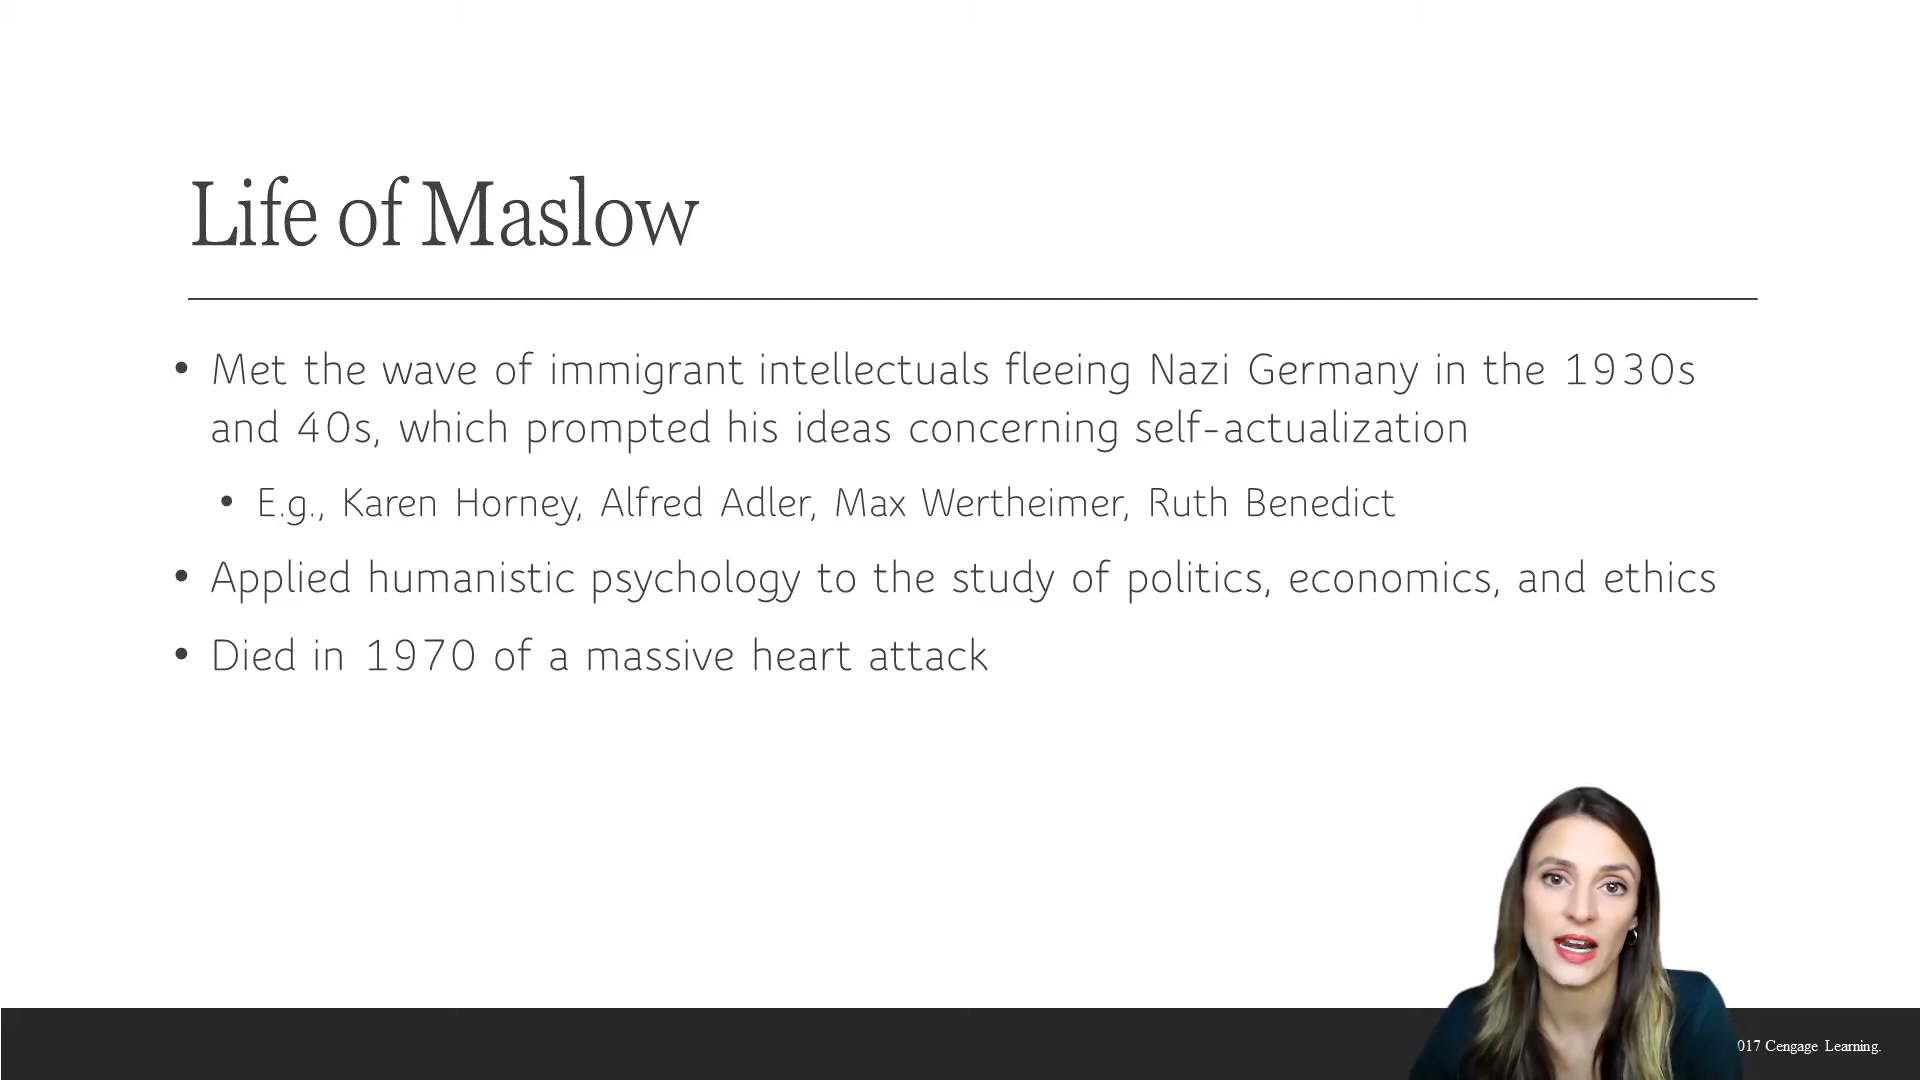 Life of Maslow
• Met the wave of immigrant intellectuals fleeing Nazi Germany in the 1930s
and 40s, which prompted his ideas concerning self-actualization
• E.g., Karen Horney, Alfred Adler, Max Wertheimer, Ruth Benedict
• Applied humanistic psychology to the study of politics, economics, and ethics
• Died in 1970 of a massive heart attack
017 Cengage Learning.